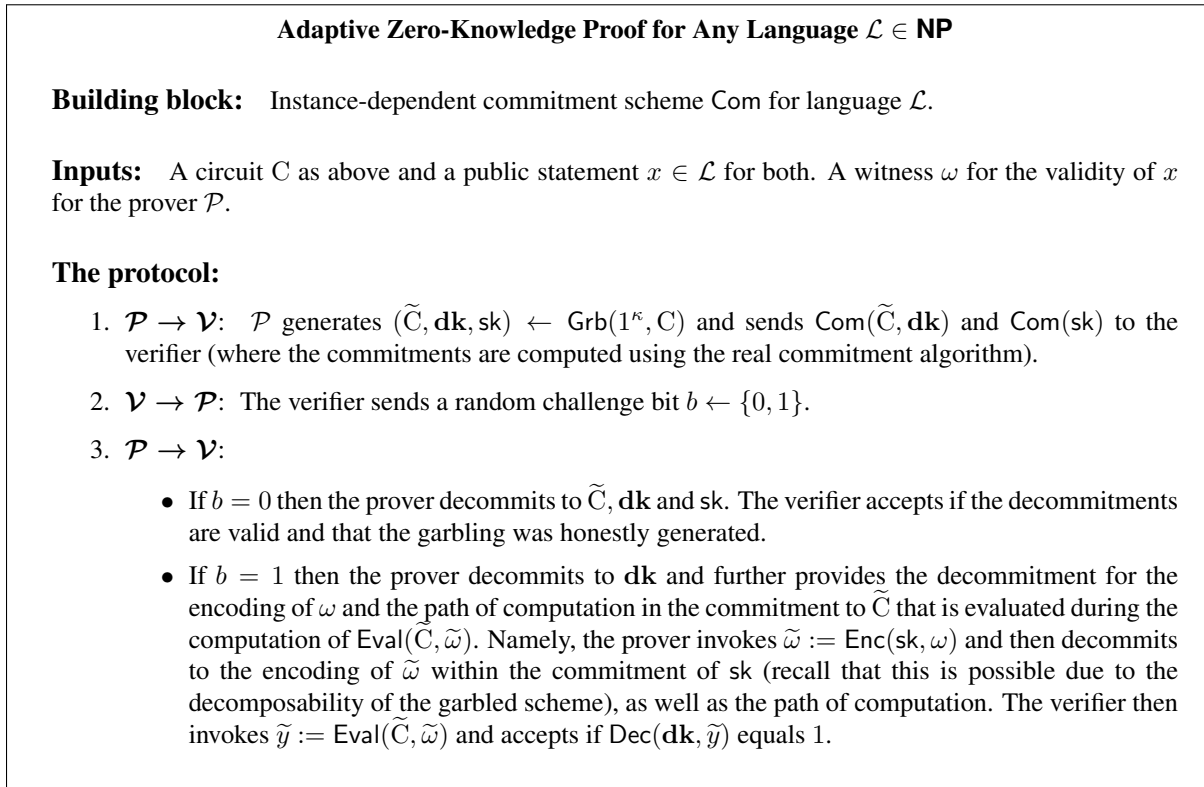 Adaptive Zero-Knowledge Proof for Any Language ℒ ∈ NP
Building block: Instance-dependent commitment scheme Com for language ℒ.
Inputs: A circuit C as above and a public statement x ∈ ℒ for both. A witness ω for the validity of x
for the prover 𝒫.
The protocol:
1. 𝒫 → 𝒱: 𝒫 generates (C̃, dk, sk) ← Grb(1^κ, C) and sends Com(C̃, dk) and Com(sk) to the
verifier (where the commitments are computed using the real commitment algorithm).
2. 𝒱 → 𝒫: The verifier sends a random challenge bit b ← {0, 1}.
3. 𝒫 → 𝒱:
• If b = 0 then the prover decommits to C̃, dk and sk. The verifier accepts if the decommitments
are valid and that the garbling was honestly generated.
• If b = 1 then the prover decommits to dk and further provides the decommitment for the
encoding of ω and the path of computation in the commitment to C̃ that is evaluated during the
computation of Eval(C̃, ω̃). Namely, the prover invokes ω̃ := Enc(sk, ω) and then decommits
to the encoding of ω̃ within the commitment of sk (recall that this is possible due to the
decomposability of the garbled scheme), as well as the path of computation. The verifier then
invokes ỹ := Eval(C̃, ω̃) and accepts if Dec(dk, ỹ) equals 1.